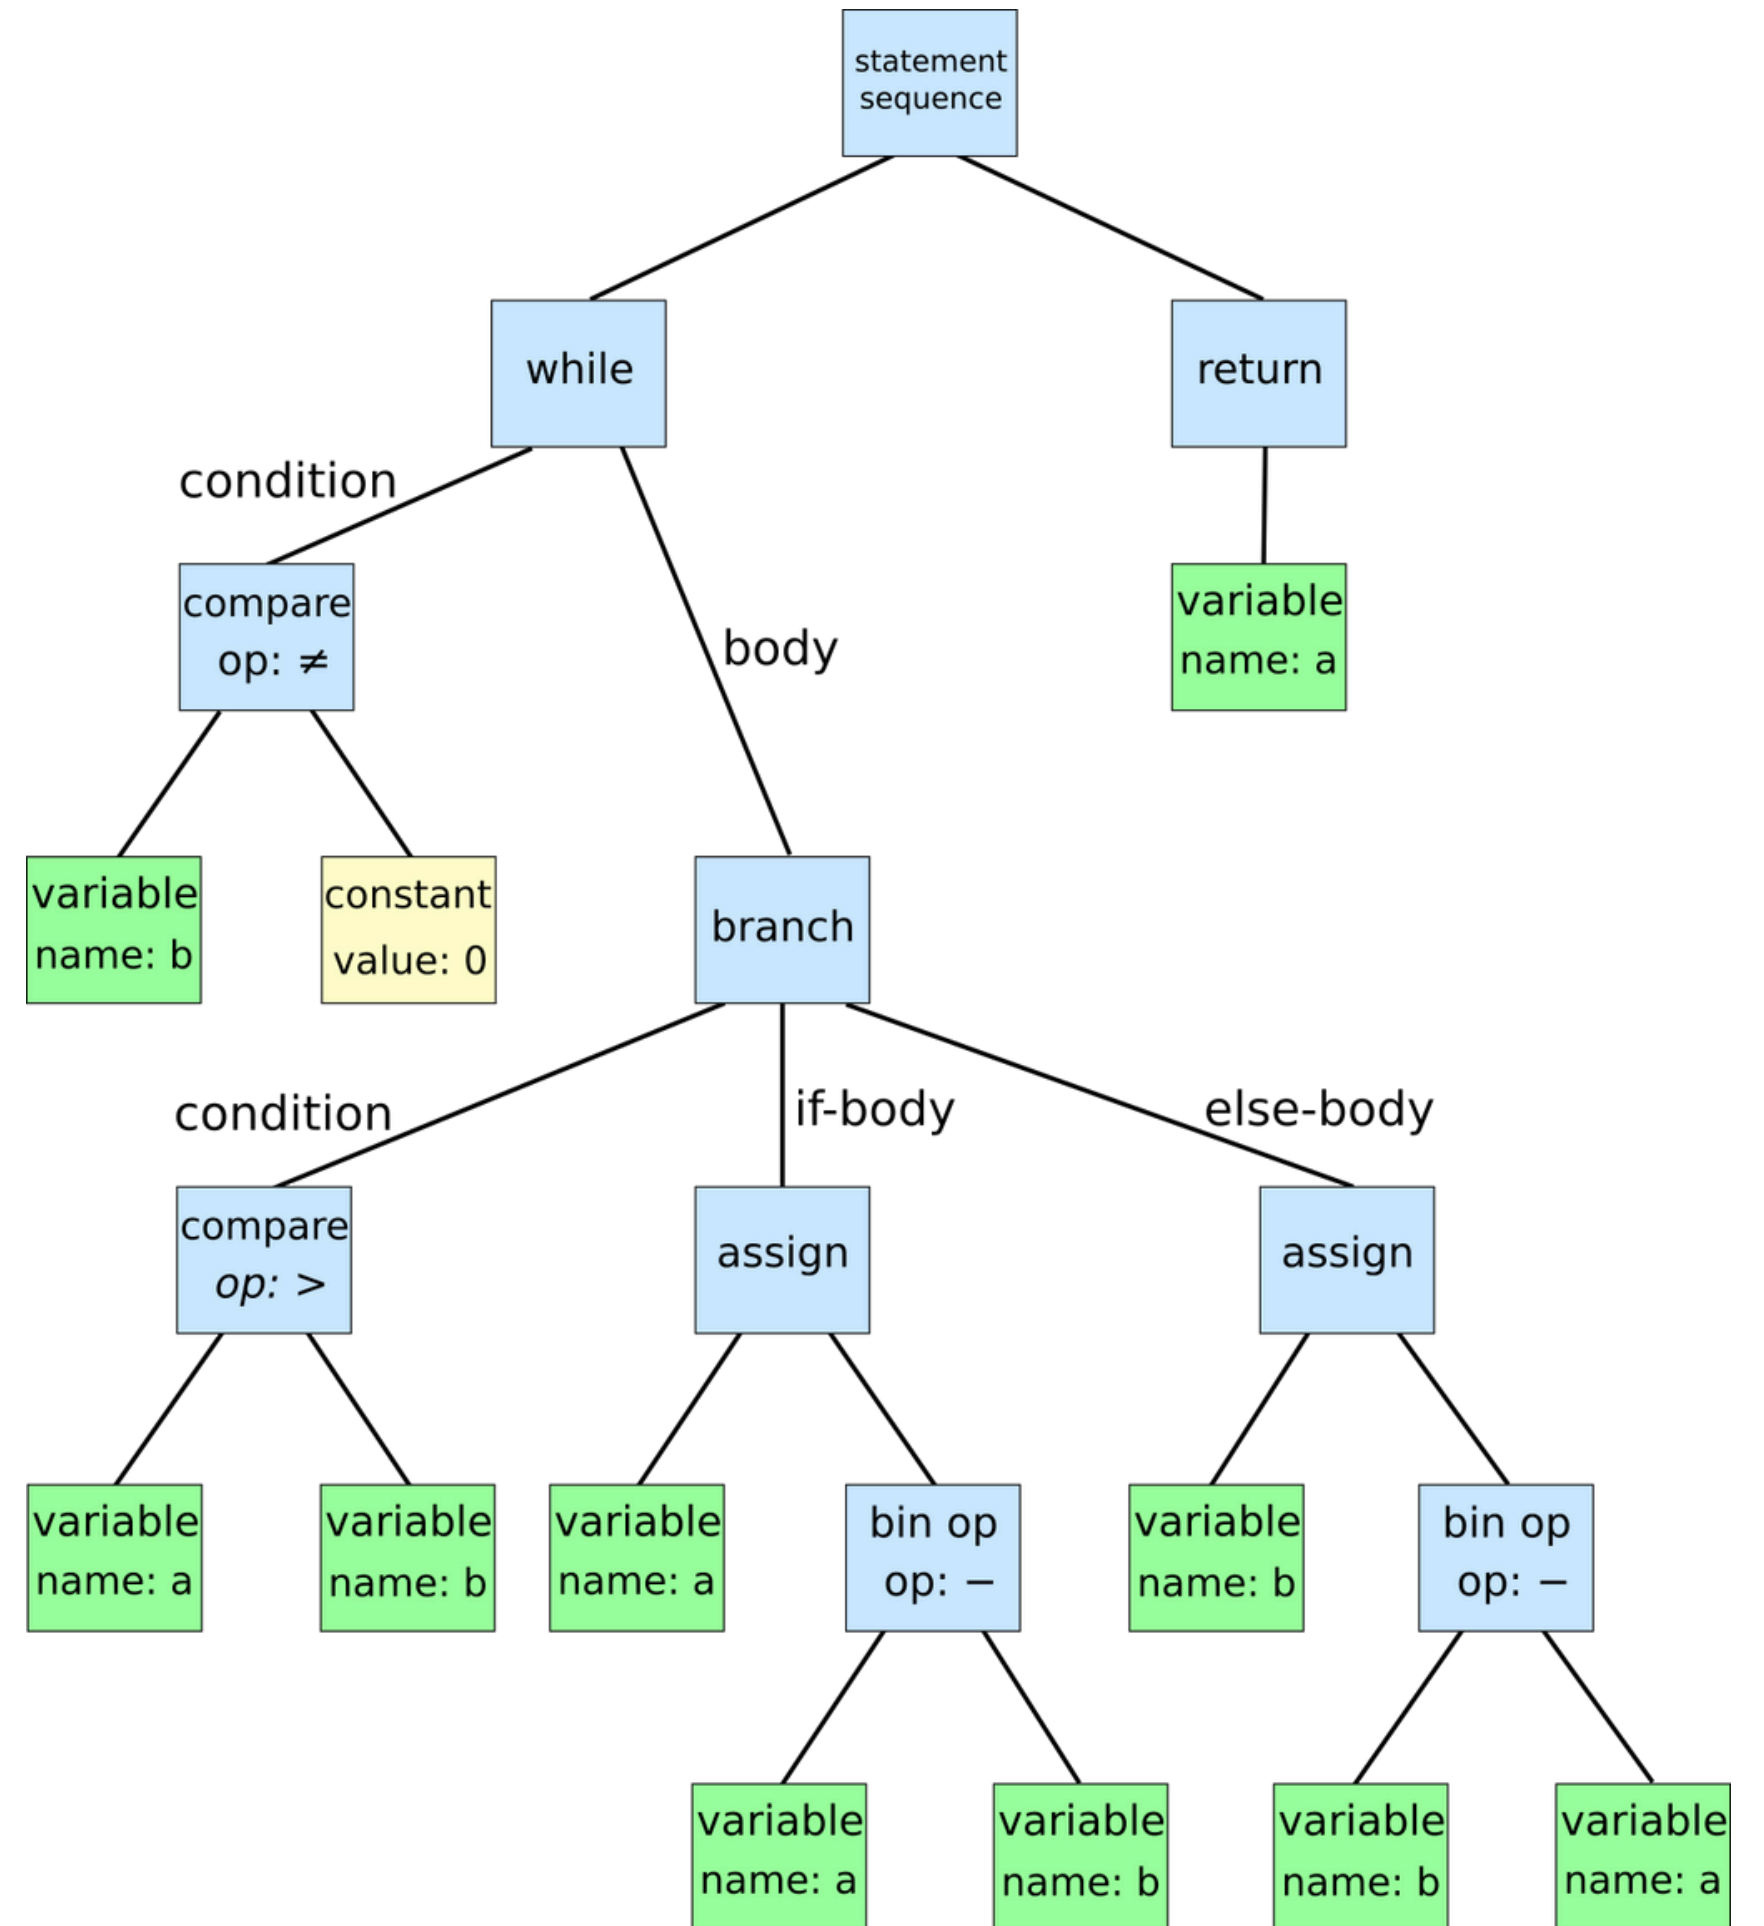 statement
sequence
while
return
condition
compare
op: ≠
body
variable
name: a
variable
name: b
constant
value: 0
branch
condition
if-body
else-body
compare
op: >
assign
assign
variable
name: a
variable
name: b
variable
name: a
bin op
op: −
variable
name: b
bin op
op: −
variable
name: a
variable
name: b
variable
name: b
variable
name: a